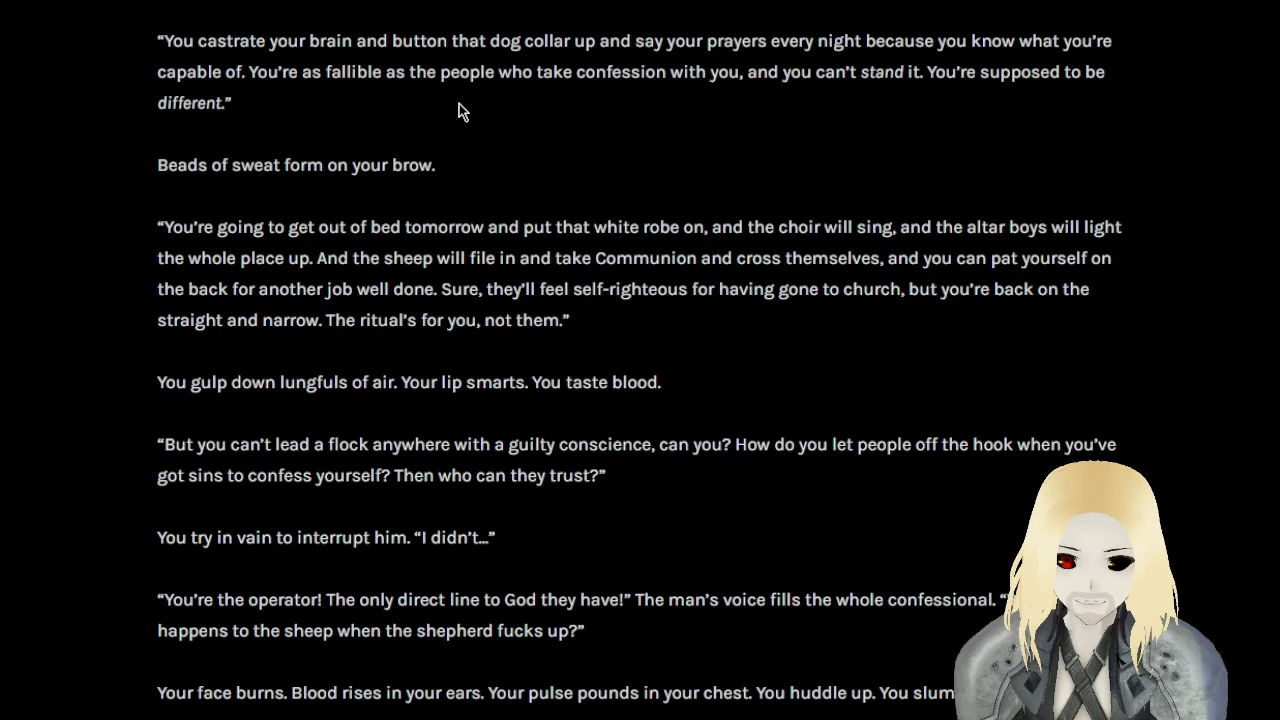 “You castrate your brain and button that dog collar up and say your prayers every night because you know what you’re
capable of. You’re as fallible as the people who take confession with you, and you can’t stand it. You’re supposed to be
different.”
Beads of sweat form on your brow.
“You’re going to get out of bed tomorrow and put that white robe on, and the choir will sing, and the altar boys will light
the whole place up. And the sheep will file in and take Communion and cross themselves, and you can pat yourself on
the back for another job well done. Sure, they’ll feel self-righteous for having gone to church, but you’re back on the
straight and narrow. The ritual’s for you, not them.”
You gulp down lungfuls of air. Your lip smarts. You taste blood.
“But you can’t lead a flock anywhere with a guilty conscience, can you? How do you let people off the hook when you’ve
got sins to confess yourself? Then who can they trust?”
You try in vain to interrupt him. “I didn’t…”
“You’re the operator! The only direct line to God they have!” The man’s voice fills the whole confessional.
happens to the sheep when the shepherd fucks up?”
Your face burns. Blood rises in your ears. Your pulse pounds in your chest. You huddle up. You